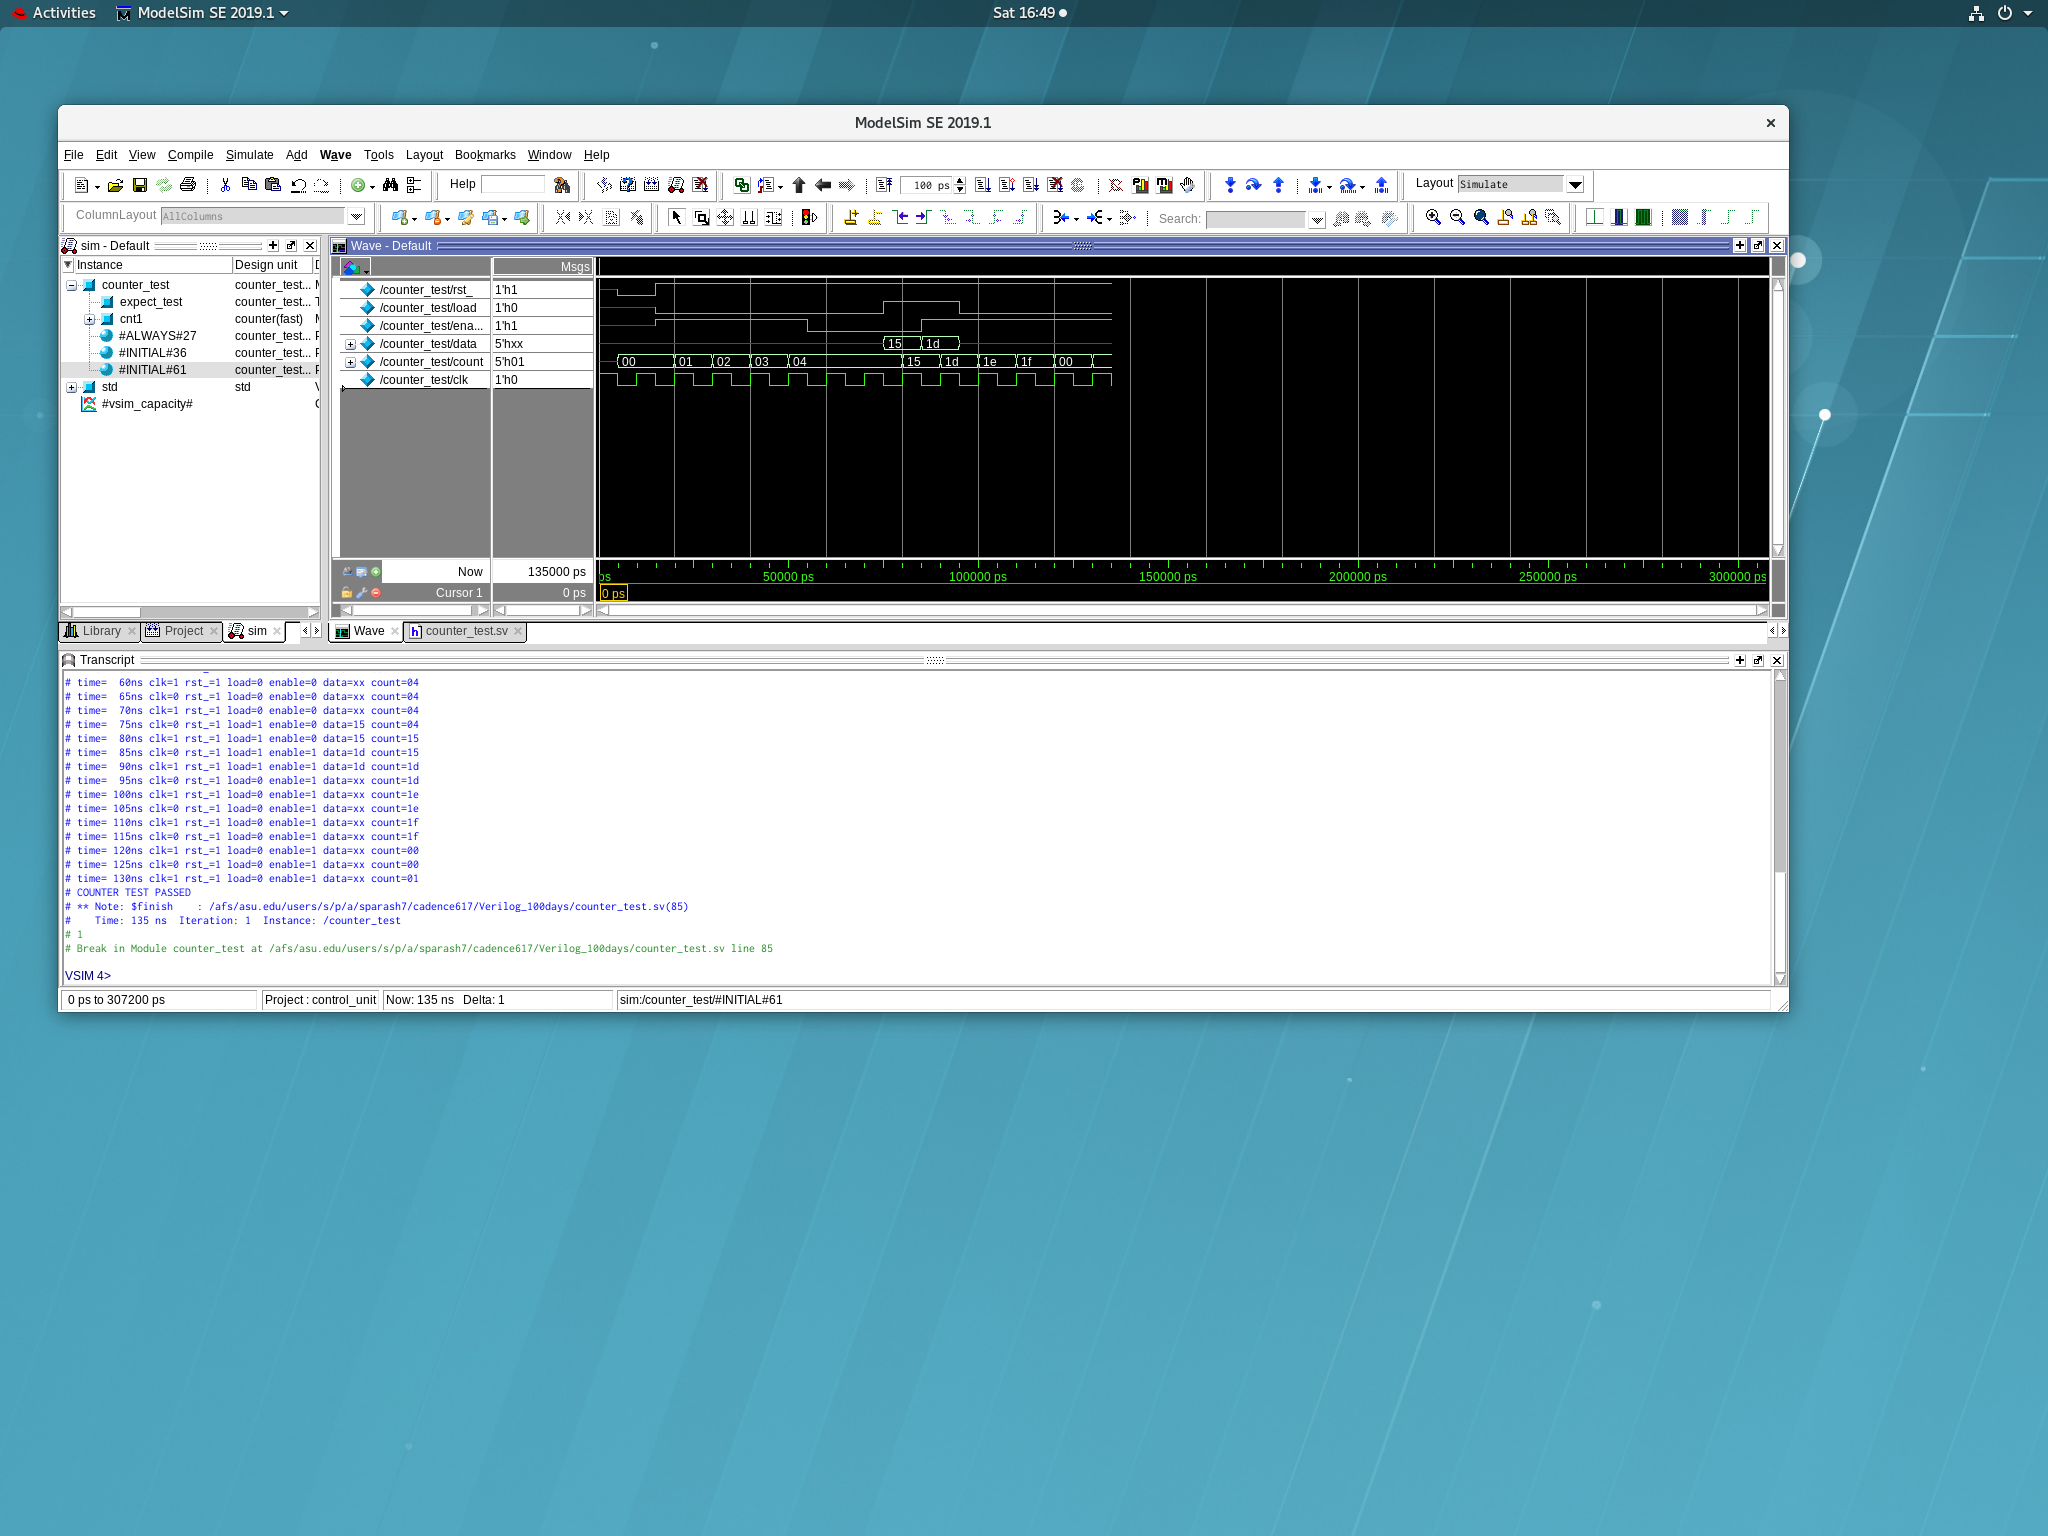 Activities ModelSim SE 2019.1 Sat 16:49
ModelSim SE 2019.1
File Edit View Compile Simulate Add Wave Tools Layout Bookmarks Window Help
Help 100 ps Layout Simulate
ColumnLayout AllColumns Search:
sim - Default
Instance Design unit
counter_test counter_test...
expect_test counter_test...
cnt1 counter(fast)
#ALWAYS#27 counter_test...
#INITIAL#36 counter_test...
#INITIAL#61 counter_test...
std std
#vsim_capacity#
Wave - Default
Msgs
/counter_test/rst_ 1'h1
/counter_test/load 1'h0
/counter_test/ena... 1'h1
/counter_test/data 5'hxx 15 1d
/counter_test/count 5'h01 00 01 02 03 04 15 1d 1e 1f 00
/counter_test/clk 1'h0
Now 135000 ps ps 50000 ps 100000 ps 150000 ps 200000 ps 250000 ps 300000 ps
Cursor 1 0 ps 0 ps
Library Project sim Wave counter_test.sv
Transcript
# time=  60ns clk=1 rst_=1 load=0 enable=0 data=xx count=04
# time=  65ns clk=0 rst_=1 load=0 enable=0 data=xx count=04
# time=  70ns clk=1 rst_=1 load=0 enable=0 data=xx count=04
# time=  75ns clk=0 rst_=1 load=1 enable=0 data=15 count=04
# time=  80ns clk=1 rst_=1 load=1 enable=0 data=15 count=15
# time=  85ns clk=0 rst_=1 load=1 enable=1 data=1d count=15
# time=  90ns clk=1 rst_=1 load=1 enable=1 data=1d count=1d
# time=  95ns clk=0 rst_=1 load=0 enable=1 data=xx count=1d
# time= 100ns clk=1 rst_=1 load=0 enable=1 data=xx count=1e
# time= 105ns clk=0 rst_=1 load=0 enable=1 data=xx count=1e
# time= 110ns clk=1 rst_=1 load=0 enable=1 data=xx count=1f
# time= 115ns clk=0 rst_=1 load=0 enable=1 data=xx count=1f
# time= 120ns clk=1 rst_=1 load=0 enable=1 data=xx count=00
# time= 125ns clk=0 rst_=1 load=0 enable=1 data=xx count=00
# time= 130ns clk=1 rst_=1 load=0 enable=1 data=xx count=01
# COUNTER TEST PASSED
# ** Note: $finish    : /afs/asu.edu/users/s/p/a/sparash7/cadence617/Verilog_100days/counter_test.sv(85)
#    Time: 135 ns  Iteration: 1  Instance: /counter_test
# 1
# Break in Module counter_test at /afs/asu.edu/users/s/p/a/sparash7/cadence617/Verilog_100days/counter_test.sv line 85
VSIM 4>
0 ps to 307200 ps Project : control_unit Now: 135 ns Delta: 1 sim:/counter_test/#INITIAL#61